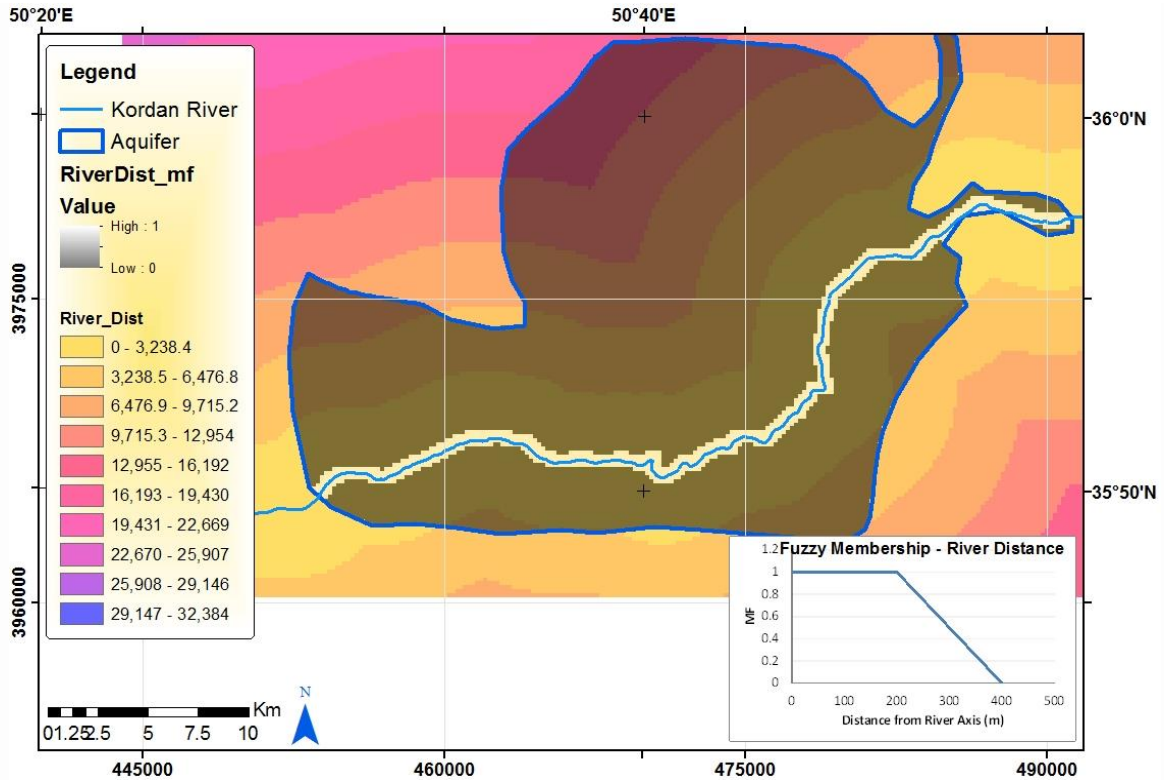 50°20'E
50°40'E
Legend
Kordan River
Aquifer
RiverDist_mf
Value
High : 1
Low : 0
River_Dist
0 - 3,238.4
3,238.5 - 6,476.8
6,476.9 - 9,715.2
9,715.3 - 12,954
12,955 - 16,192
16,193 - 19,430
19,431 - 22,669
22,670 - 25,907
25,908 - 29,146
29,147 - 32,384
36°0'N
35°50'N
3975000
3960000
N
Km
0 1.25 2.5 5 7.5 10
445000
460000
475000
490000
Fuzzy Membership - River Distance
MF
1.2
1
0.8
0.6
0.4
0.2
0
0 100 200 300 400 500
Distance from River Axis (m)